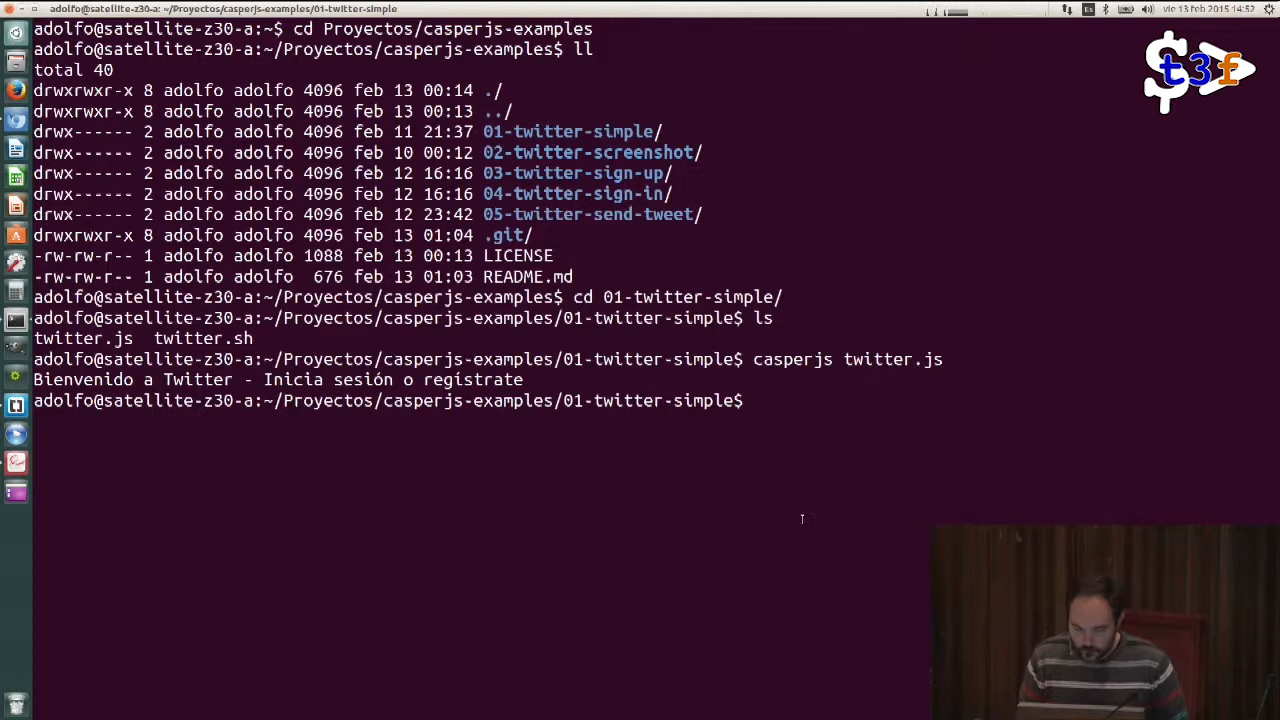 adolfo@satellite-z30-a: ~/Proyectos/casperjs-examples/01-twitter-simple
Es
vie 13 feb 2015 14:52
adolfo@satellite-z30-a:~$ cd Proyectos/casperjs-examples
adolfo@satellite-z30-a:~/Proyectos/casperjs-examples$ ll
total 40
drwxrwxr-x 8 adolfo adolfo 4096 feb 13 00:14 ./
drwxrwxr-x 8 adolfo adolfo 4096 feb 13 00:13 ../
drwx------ 2 adolfo adolfo 4096 feb 11 21:37 01-twitter-simple/
drwx------ 2 adolfo adolfo 4096 feb 10 00:12 02-twitter-screenshot/
drwx------ 2 adolfo adolfo 4096 feb 12 16:16 03-twitter-sign-up/
drwx------ 2 adolfo adolfo 4096 feb 12 16:16 04-twitter-sign-in/
drwx------ 2 adolfo adolfo 4096 feb 12 23:42 05-twitter-send-tweet/
drwxrwxr-x 8 adolfo adolfo 4096 feb 13 01:04 .git/
-rw-rw-r-- 1 adolfo adolfo 1088 feb 13 00:13 LICENSE
-rw-rw-r-- 1 adolfo adolfo  676 feb 13 01:03 README.md
adolfo@satellite-z30-a:~/Proyectos/casperjs-examples$ cd 01-twitter-simple/
adolfo@satellite-z30-a:~/Proyectos/casperjs-examples/01-twitter-simple$ ls
twitter.js  twitter.sh
adolfo@satellite-z30-a:~/Proyectos/casperjs-examples/01-twitter-simple$ casperjs twitter.js
Bienvenido a Twitter - Inicia sesión o regístrate
adolfo@satellite-z30-a:~/Proyectos/casperjs-examples/01-twitter-simple$
$t3f